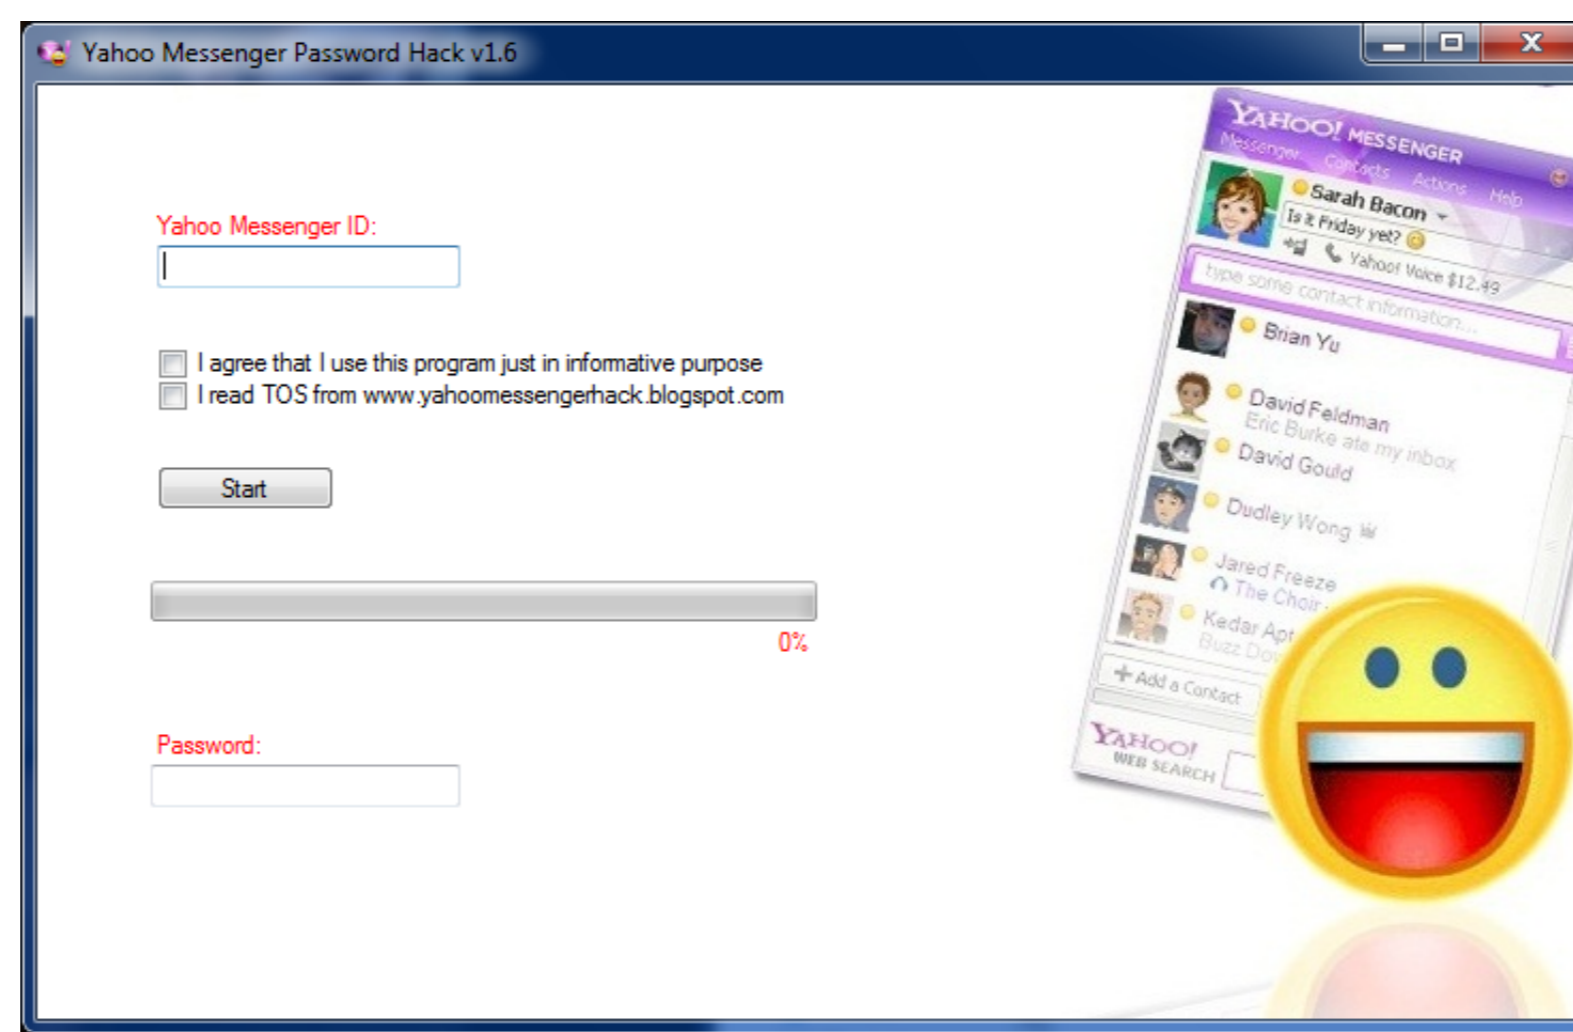 Yahoo Messenger Password Hack v1.6
Yahoo Messenger ID:
I agree that I use this program just in informative purpose
I read TOS from www.yahoomessengerhack.blogspot.com
Start
0%
Password:
YAHOO! MESSENGER
Messenger Contacts Actions Help
Sarah Bacon
Is it Friday yet?
Yahoo! Voice $12.49
type some contact information...
Brian Yu
David Feldman
Eric Burke ate my inbox
David Gould
Dudley Wong
Jared Freeze
The Choir
Kedar Apt
Buzz Dow
+ Add a Contact
YAHOO!
WEB SEARCH